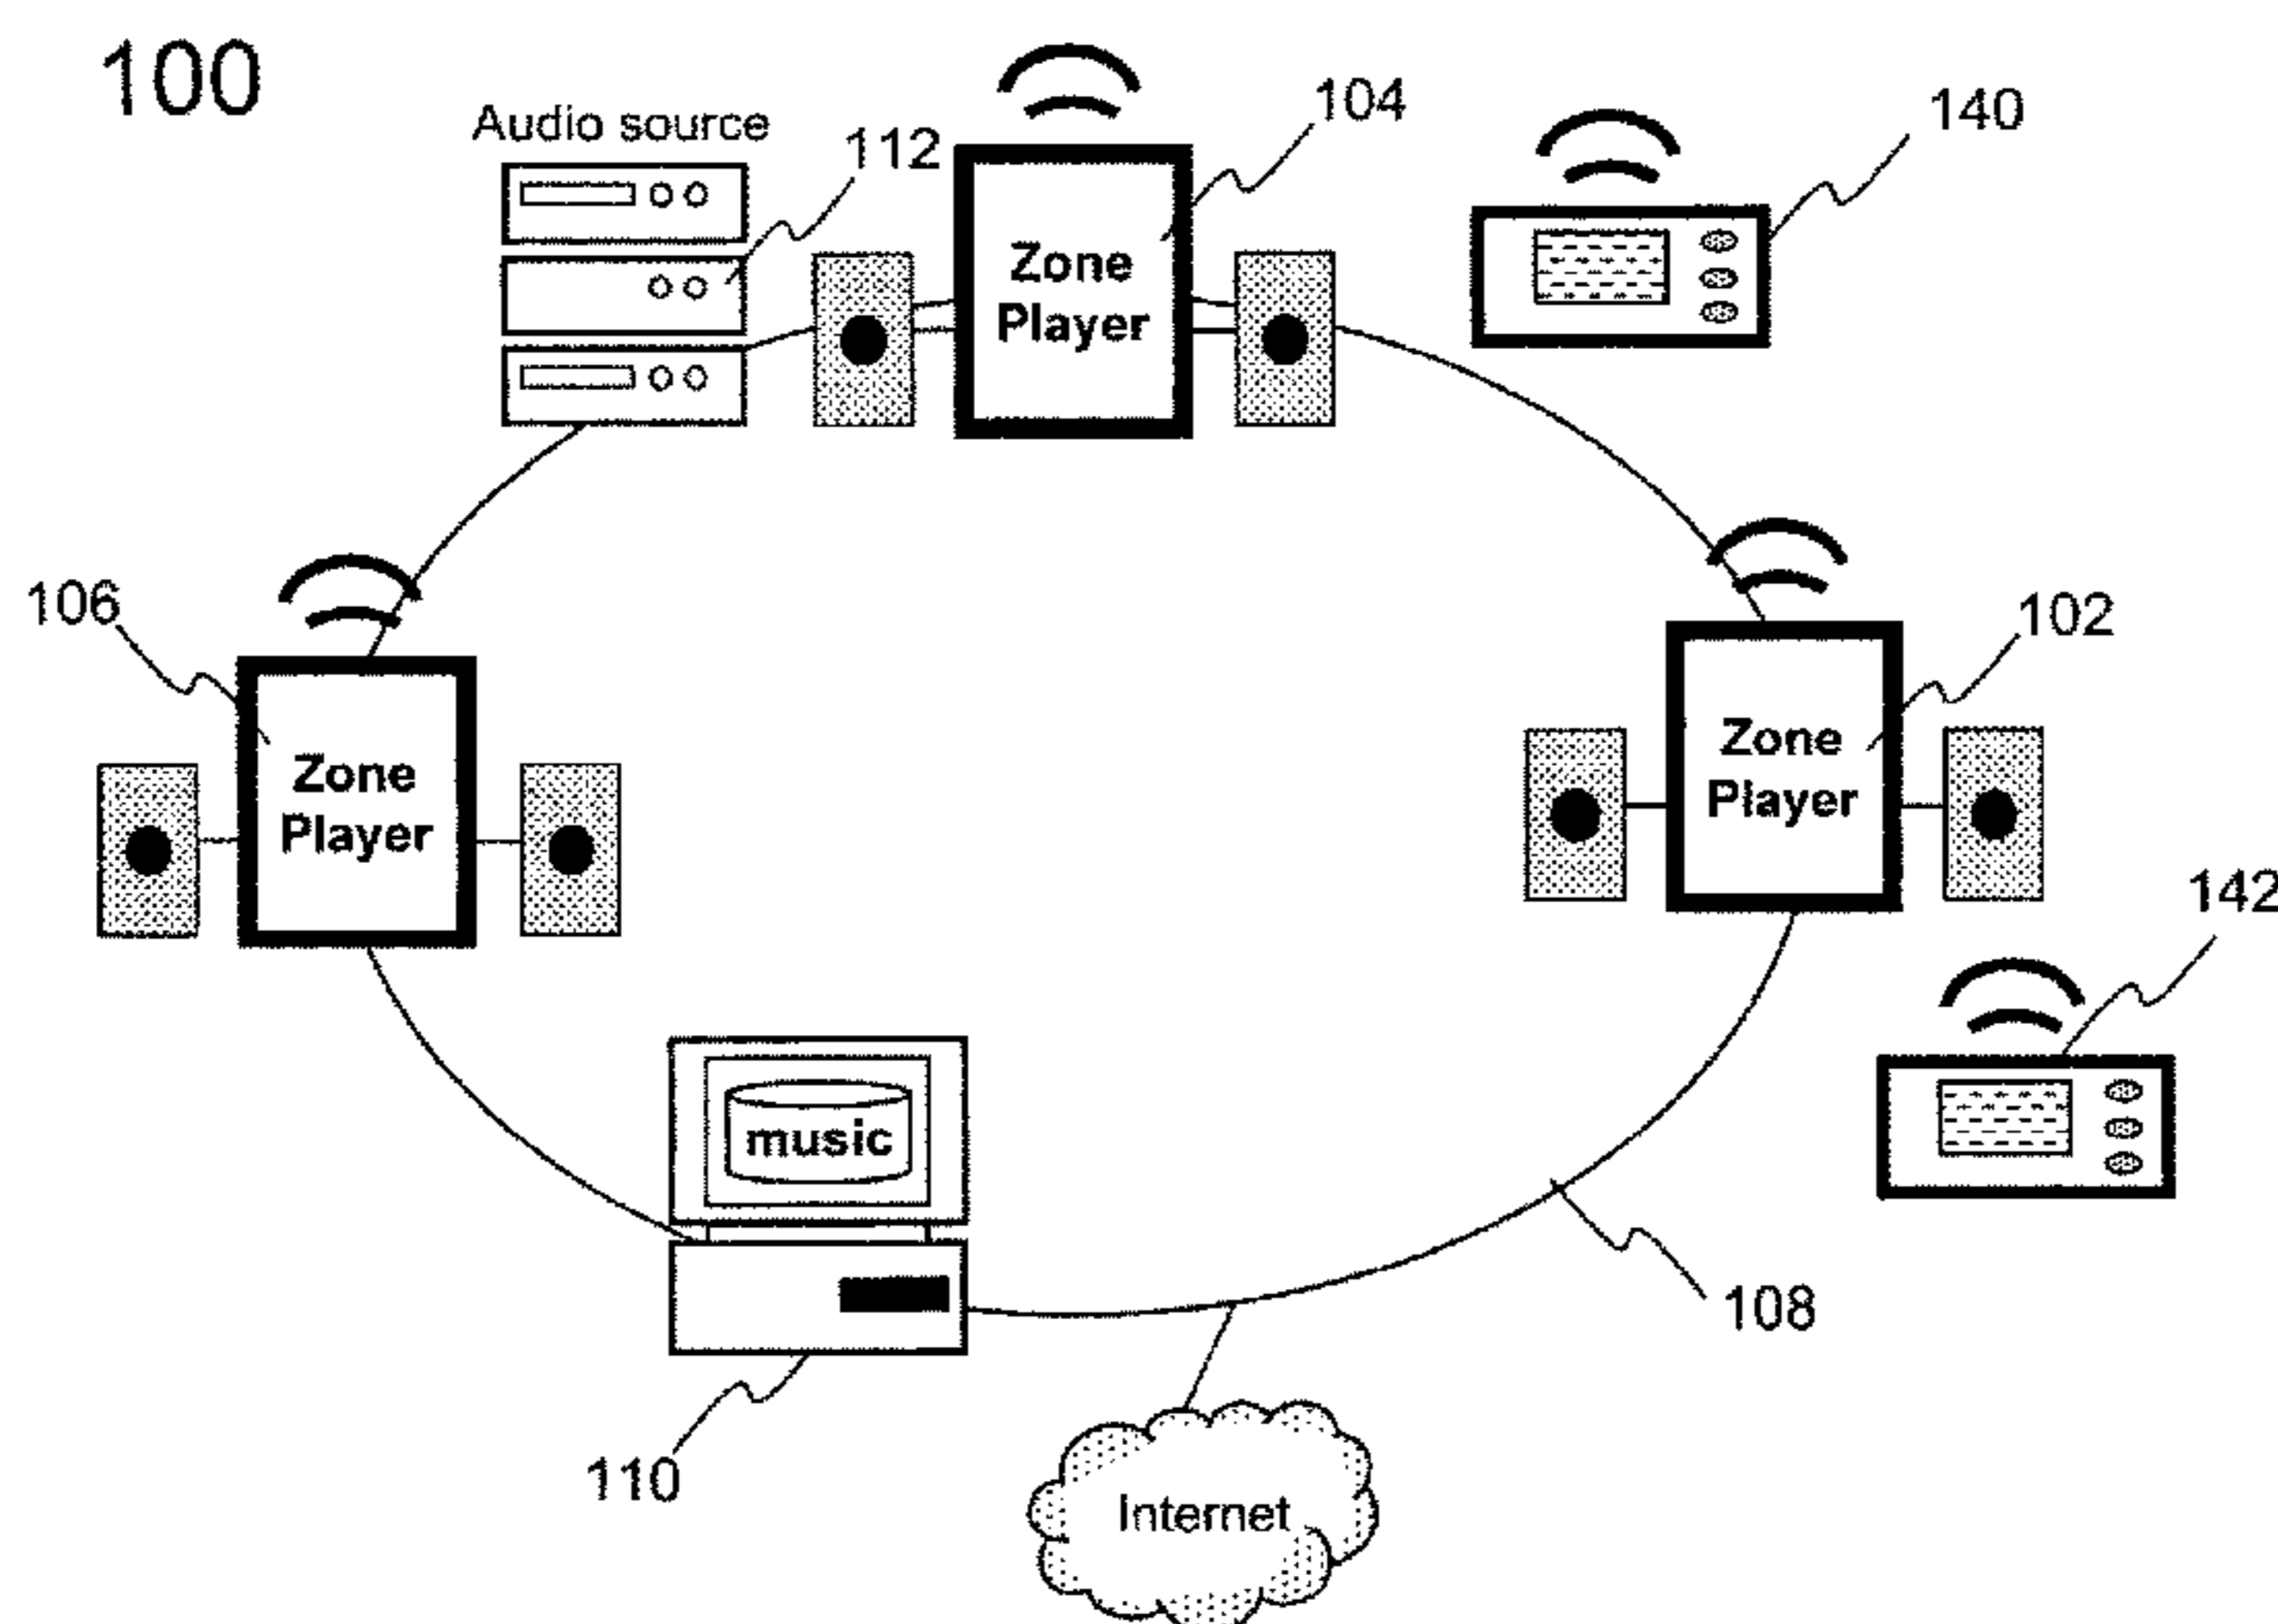 100
Audio source
112
104
140
Zone
Player
106
102
Zone
Player
Zone
Player
142
music
108
110
Internet